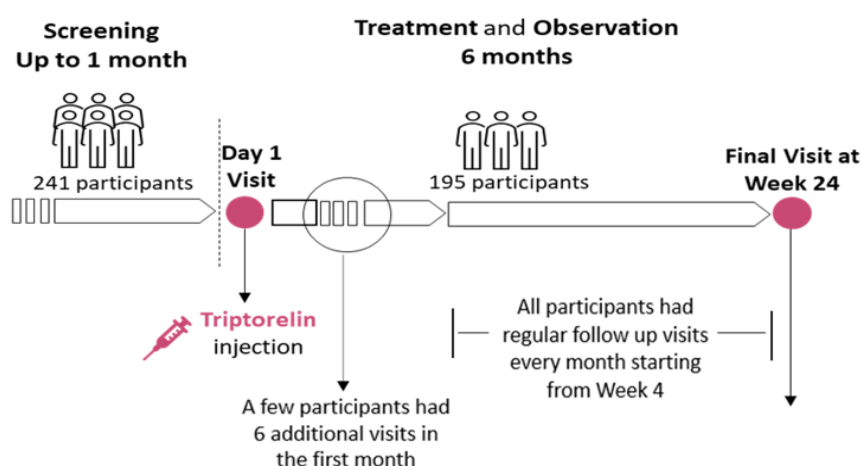 Screening
Up to 1 month
Treatment and Observation
6 months
241 participants
Day 1
Visit
195 participants
Final Visit at
Week 24
Triptorelin
injection
A few participants had
6 additional visits in
the first month
All participants had
regular follow up visits
every month starting
from Week 4